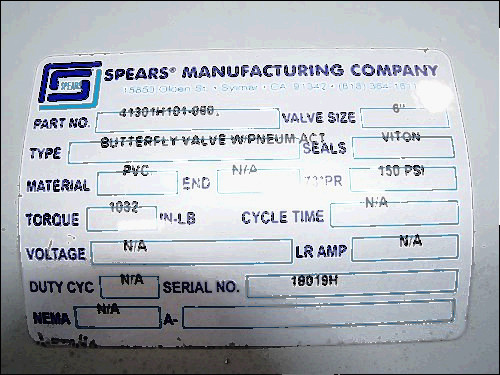 SPEARS
SPEARS® MANUFACTURING COMPANY
15853 Olden St. • Sylmar • CA 91342 • (818) 364-1611
PART NO. 41301H101-060. VALVE SIZE 6"
TYPE BUTTERFLY VALVE W/PNEUM ACT SEALS VITON
MATERIAL PVC END N/A 150 PSI
TORQUE 1032 IN-LB CYCLE TIME N/A
VOLTAGE N/A LR AMP N/A
DUTY CYC N/A SERIAL NO. 18019H
NEMA N/A A-